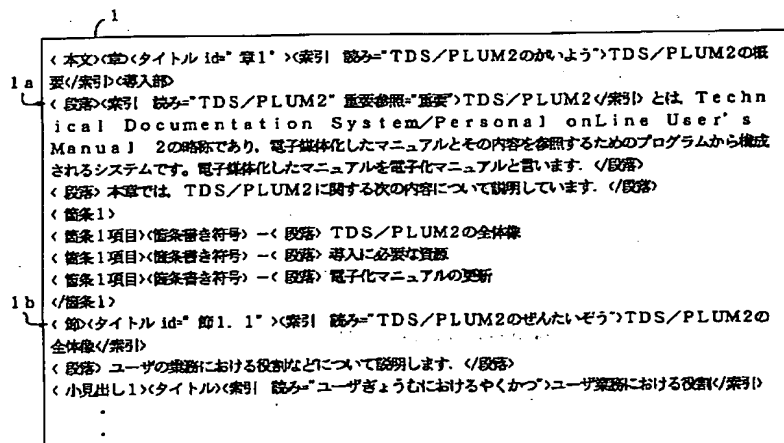 1
<本文><章><タイトル id="章1"><索引 読み="TDS/PLUM2のがいよう">TDS/PLUM2の概
1a 要</索引><導入部>
<段落><索引 読み="TDS/PLUM2" 重要参照="重要">TDS/PLUM2</索引> とは, Techn
ical Documentation System/Personal onLine User's
Manual 2の略称であり, 電子媒体化したマニュアルとその内容を参照するためのプログラムから構成
されるシステムです. 電子媒体化したマニュアルを電子化マニュアルと言います. </段落>
<段落> 本章では, TDS/PLUM2に関する次の内容について説明しています. </段落>
<箇条1>
<箇条1項目><箇条書き符号> −<段落> TDS/PLUM2の全体像
<箇条1項目><箇条書き符号> −<段落> 導入に必要な資源
<箇条1項目><箇条書き符号> −<段落> 電子化マニュアルの更新
1b </箇条1>
<節><タイトル id="節1. 1"><索引 読み="TDS/PLUM2のぜんたいぞう">TDS/PLUM2の
全体像</索引>
<段落> ユーザの業務における役割などについて説明します. </段落>
<小見出し1><タイトル><索引 読み="ユーザぎょうむにおけるやくかつ">ユーザ業務における役割</索引>